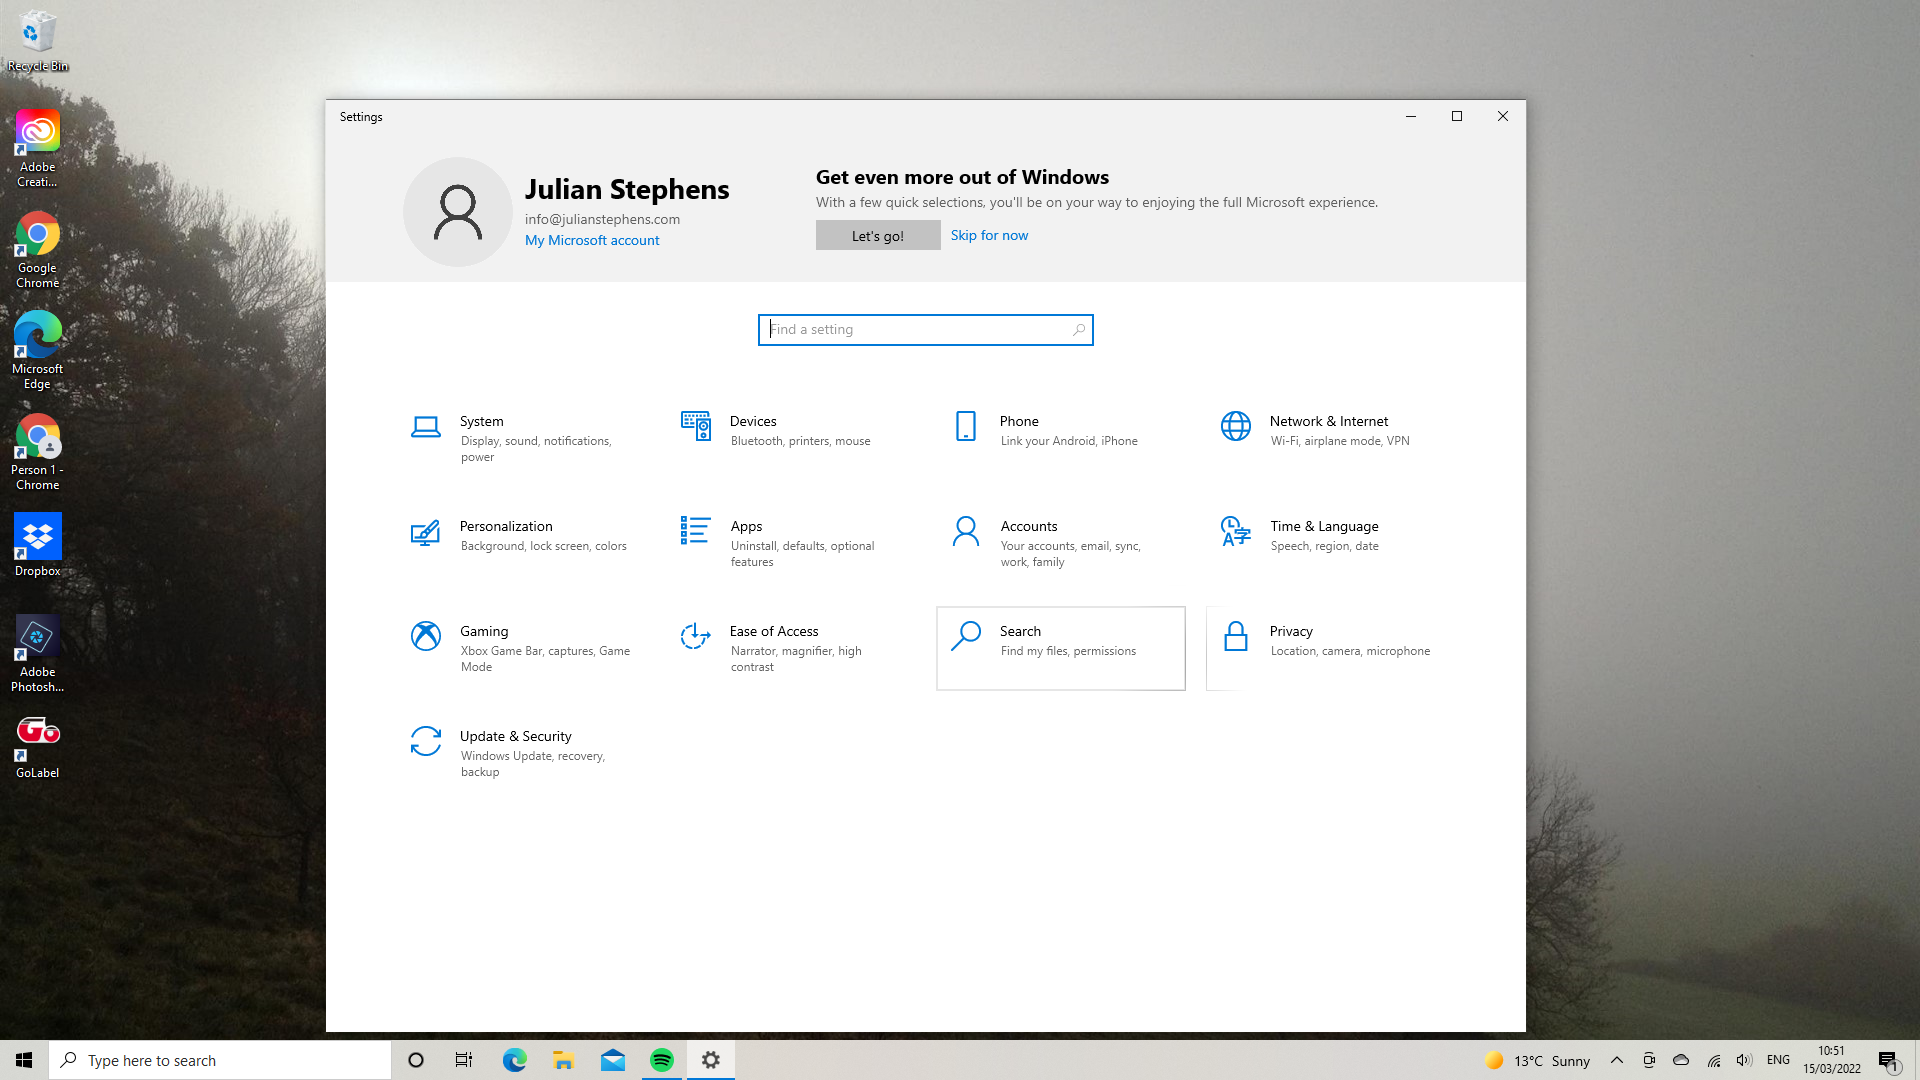 Recycle Bin
Adobe
Creati...
Google
Chrome
Microsoft
Edge
Person 1 -
Chrome
Dropbox
Adobe
Photosh...
Go
GoLabel
Settings
Julian Stephens
info@julianstephens.com
My Microsoft account
Get even more out of Windows
With a few quick selections, you'll be on your way to enjoying the full Microsoft experience.
Let's go!
Skip for now
Find a setting
System
Display, sound, notifications,
power
Devices
Bluetooth, printers, mouse
Phone
Link your Android, iPhone
Network & Internet
Wi-Fi, airplane mode, VPN
Personalization
Background, lock screen, colors
Apps
Uninstall, defaults, optional
features
Accounts
Your accounts, email, sync,
work, family
Time & Language
Speech, region, date
Gaming
Xbox Game Bar, captures, Game
Mode
Ease of Access
Narrator, magnifier, high
contrast
Search
Find my files, permissions
Privacy
Location, camera, microphone
Update & Security
Windows Update, recovery,
backup
Type here to search
13°C Sunny
ENG
10:51
15/03/2022
1